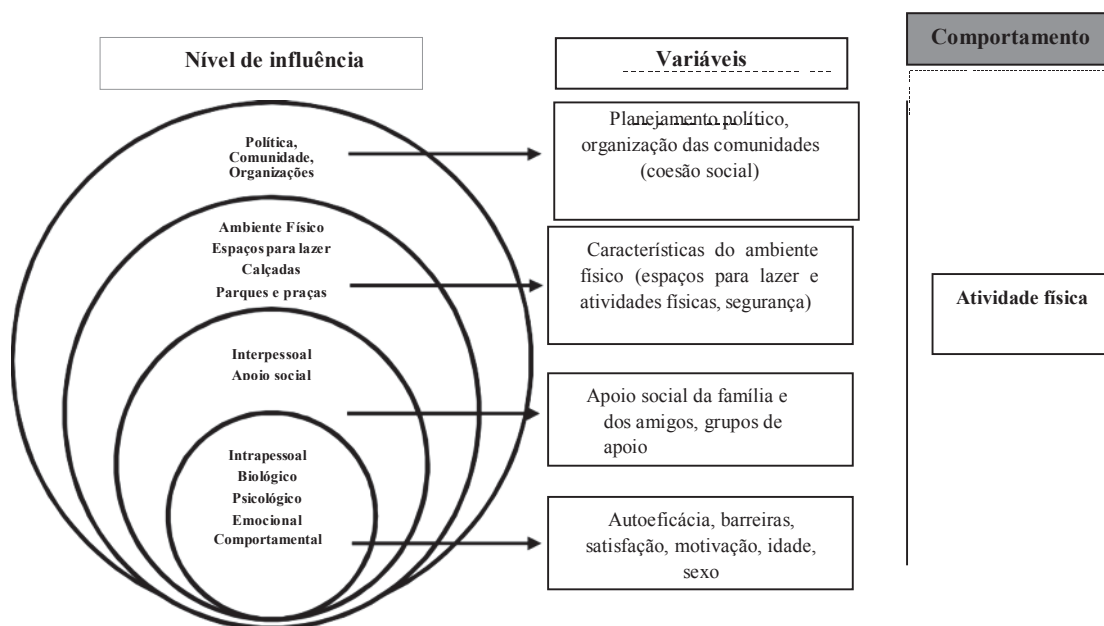 Nível de influência
Variáveis
Comportamento
Política,
Comunidade,
Organizações
Planejamento político,
organização das comunidades
(coesão social)
Ambiente Físico
Espaços para lazer
Calçadas
Parques e praças
Características do ambiente
físico (espaços para lazer e
atividades físicas, segurança)
Atividade física
Interpessoal
Apoio social
Apoio social da família e
dos amigos, grupos de
apoio
Intrapessoal
Biológico
Psicológico
Emocional
Comportamental
Autoeficácia, barreiras,
satisfação, motivação, idade,
sexo